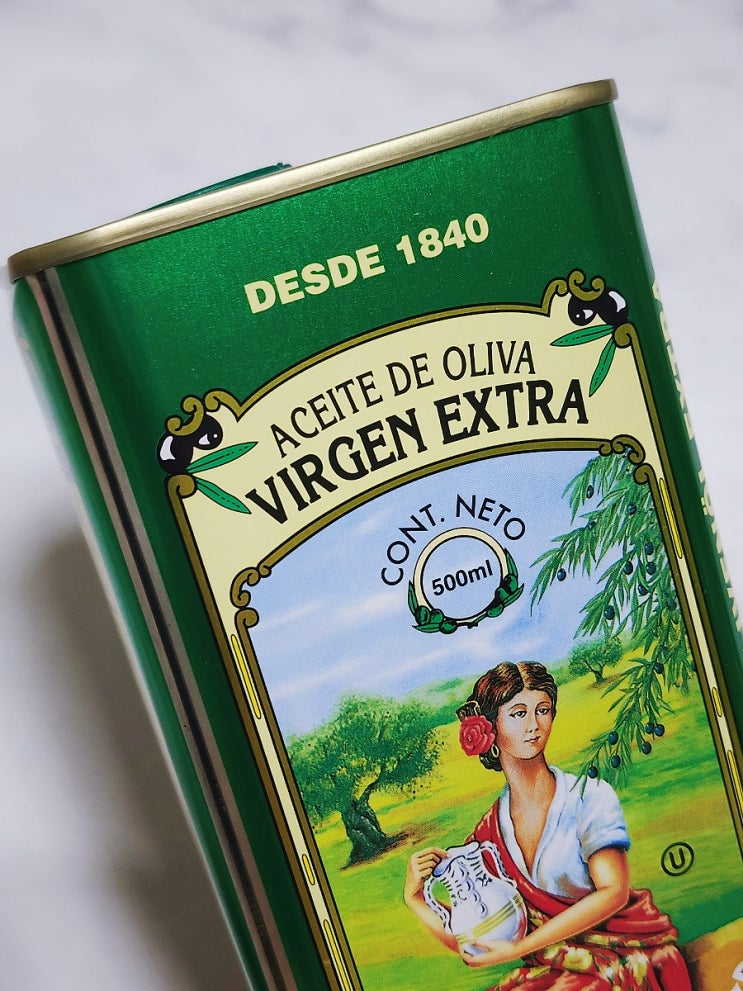 DESDE 1840
ACEITE DE OLIVA
VIRGEN EXTRA
CONT. NETO
500ml
U